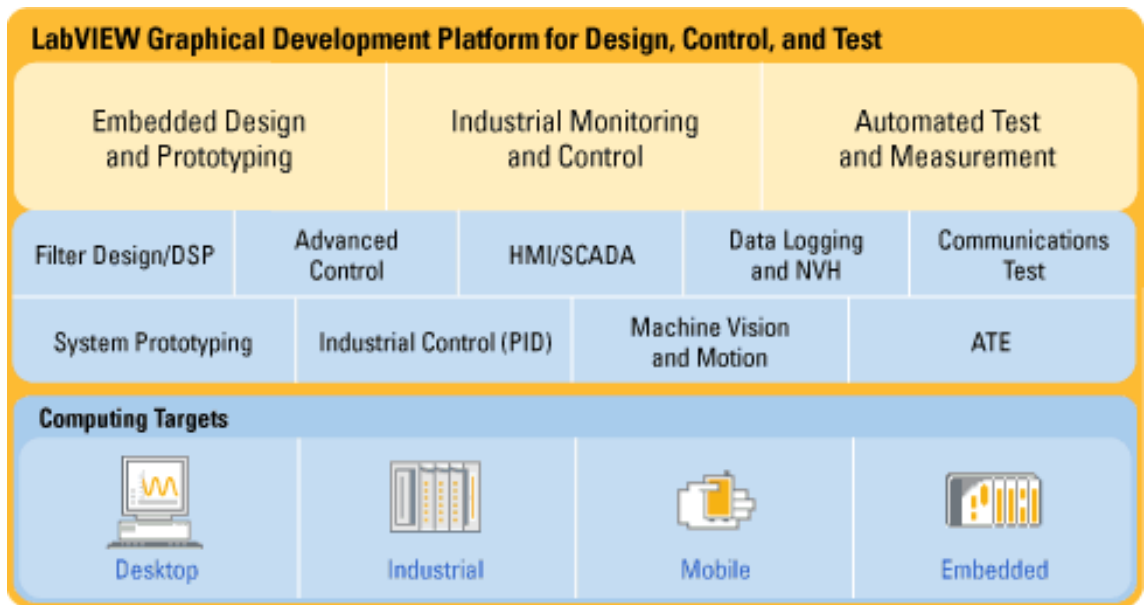 LabVIEW Graphical Development Platform for Design, Control, and Test
Embedded Design
and Prototyping
Industrial Monitoring
and Control
Automated Test
and Measurement
Filter Design/DSP
Advanced
Control
HMI/SCADA
Data Logging
and NVH
Communications
Test
System Prototyping
Industrial Control (PID)
Machine Vision
and Motion
ATE
Computing Targets
Desktop
Industrial
Mobile
Embedded